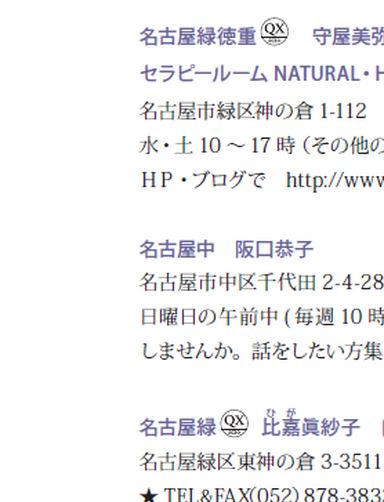 名古屋緑徳重 QX 守屋美弥
セラピールーム NATURAL・H
名古屋市緑区神の倉 1-112
水・土 10 〜 17 時 (その他の
ＨＰ・ブログで http://www
名古屋中 阪口恭子
名古屋市中区千代田 2-4-28
日曜日の午前中 ( 毎週 10 時
しませんか。話をしたい方集
ひが
名古屋緑 QX 比嘉眞紗子
名古屋緑区東神の倉 3-3511
★ TEL&FAX(052) 878-383